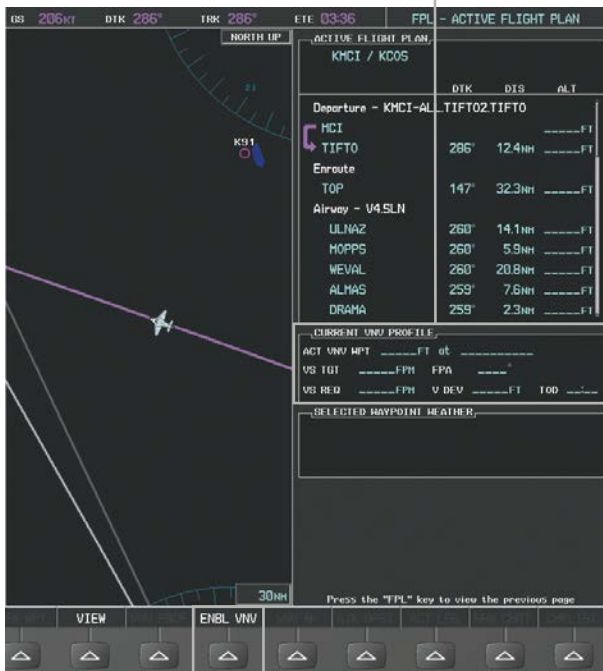 GS 206KT DTK 286° TRK 286° ETE 03:36 FPL - ACTIVE FLIGHT PLAN
NORTH UP
21
K91
30NM
ACTIVE FLIGHT PLAN
KMCI / KCOS
DTK DIS ALT
Departure - KMCI-ALL.TIFTO2.TIFTO
MCI _____FT
TIFTO 286° 12.4NM _____FT
Enroute
TOP 147° 32.3NM _____FT
Airway - V4.SLN
ULNAZ 260° 14.1NM _____FT
MOPPS 260° 5.9NM _____FT
WEVAL 260° 20.8NM _____FT
ALMAS 259° 7.6NM _____FT
DRAMA 259° 2.3NM _____FT
CURRENT VNV PROFILE
ACT VNV WPT _____FT at __________
VS TGT _____FPM FPA ____°
VS REQ _____FPM V DEV _____FT TOD __:__
SELECTED WAYPOINT WEATHER
Press the "FPL" key to view the previous page
VIEW ENBL VNV